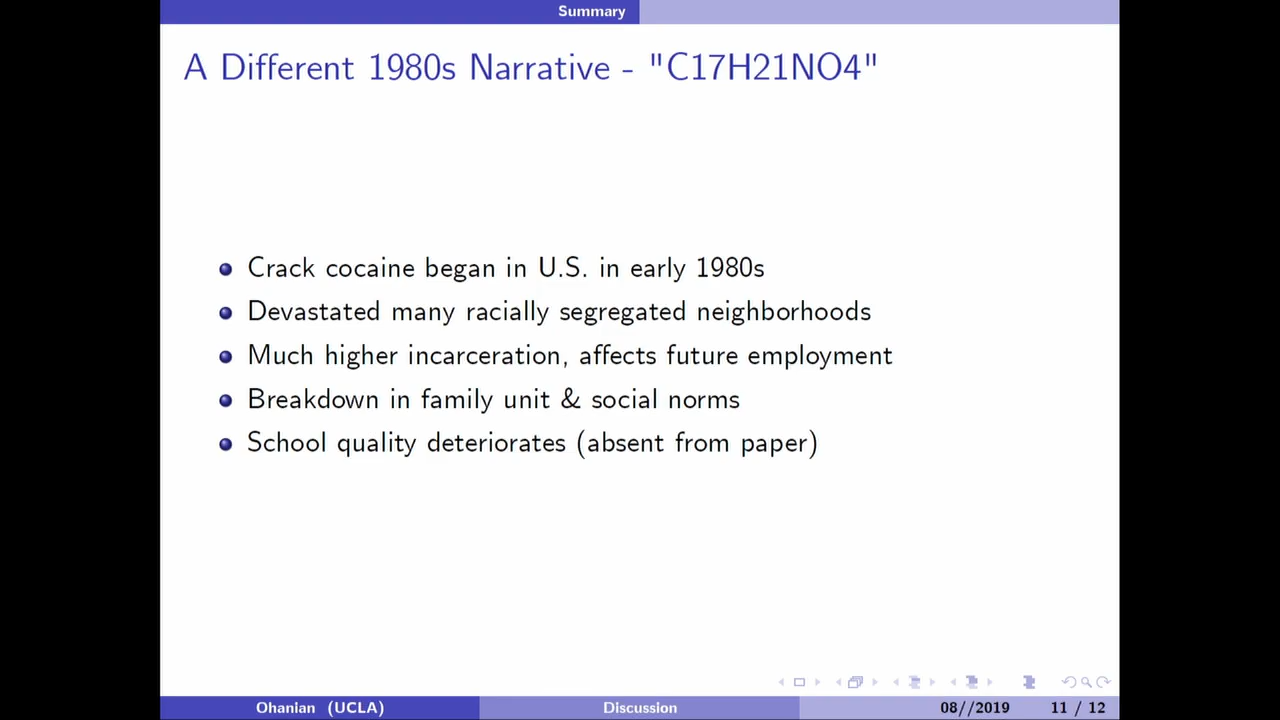 Summary
A Different 1980s Narrative - "C17H21NO4"
Crack cocaine began in U.S. in early 1980s
Devastated many racially segregated neighborhoods
Much higher incarceration, affects future employment
Breakdown in family unit & social norms
School quality deteriorates (absent from paper)
Ohanian (UCLA) Discussion 08//2019 11 / 12